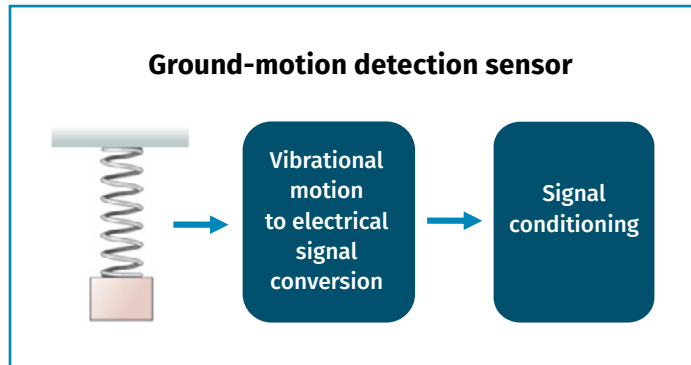 Ground-motion detection sensor
Vibrational
motion
to electrical
signal
conversion
Signal
conditioning